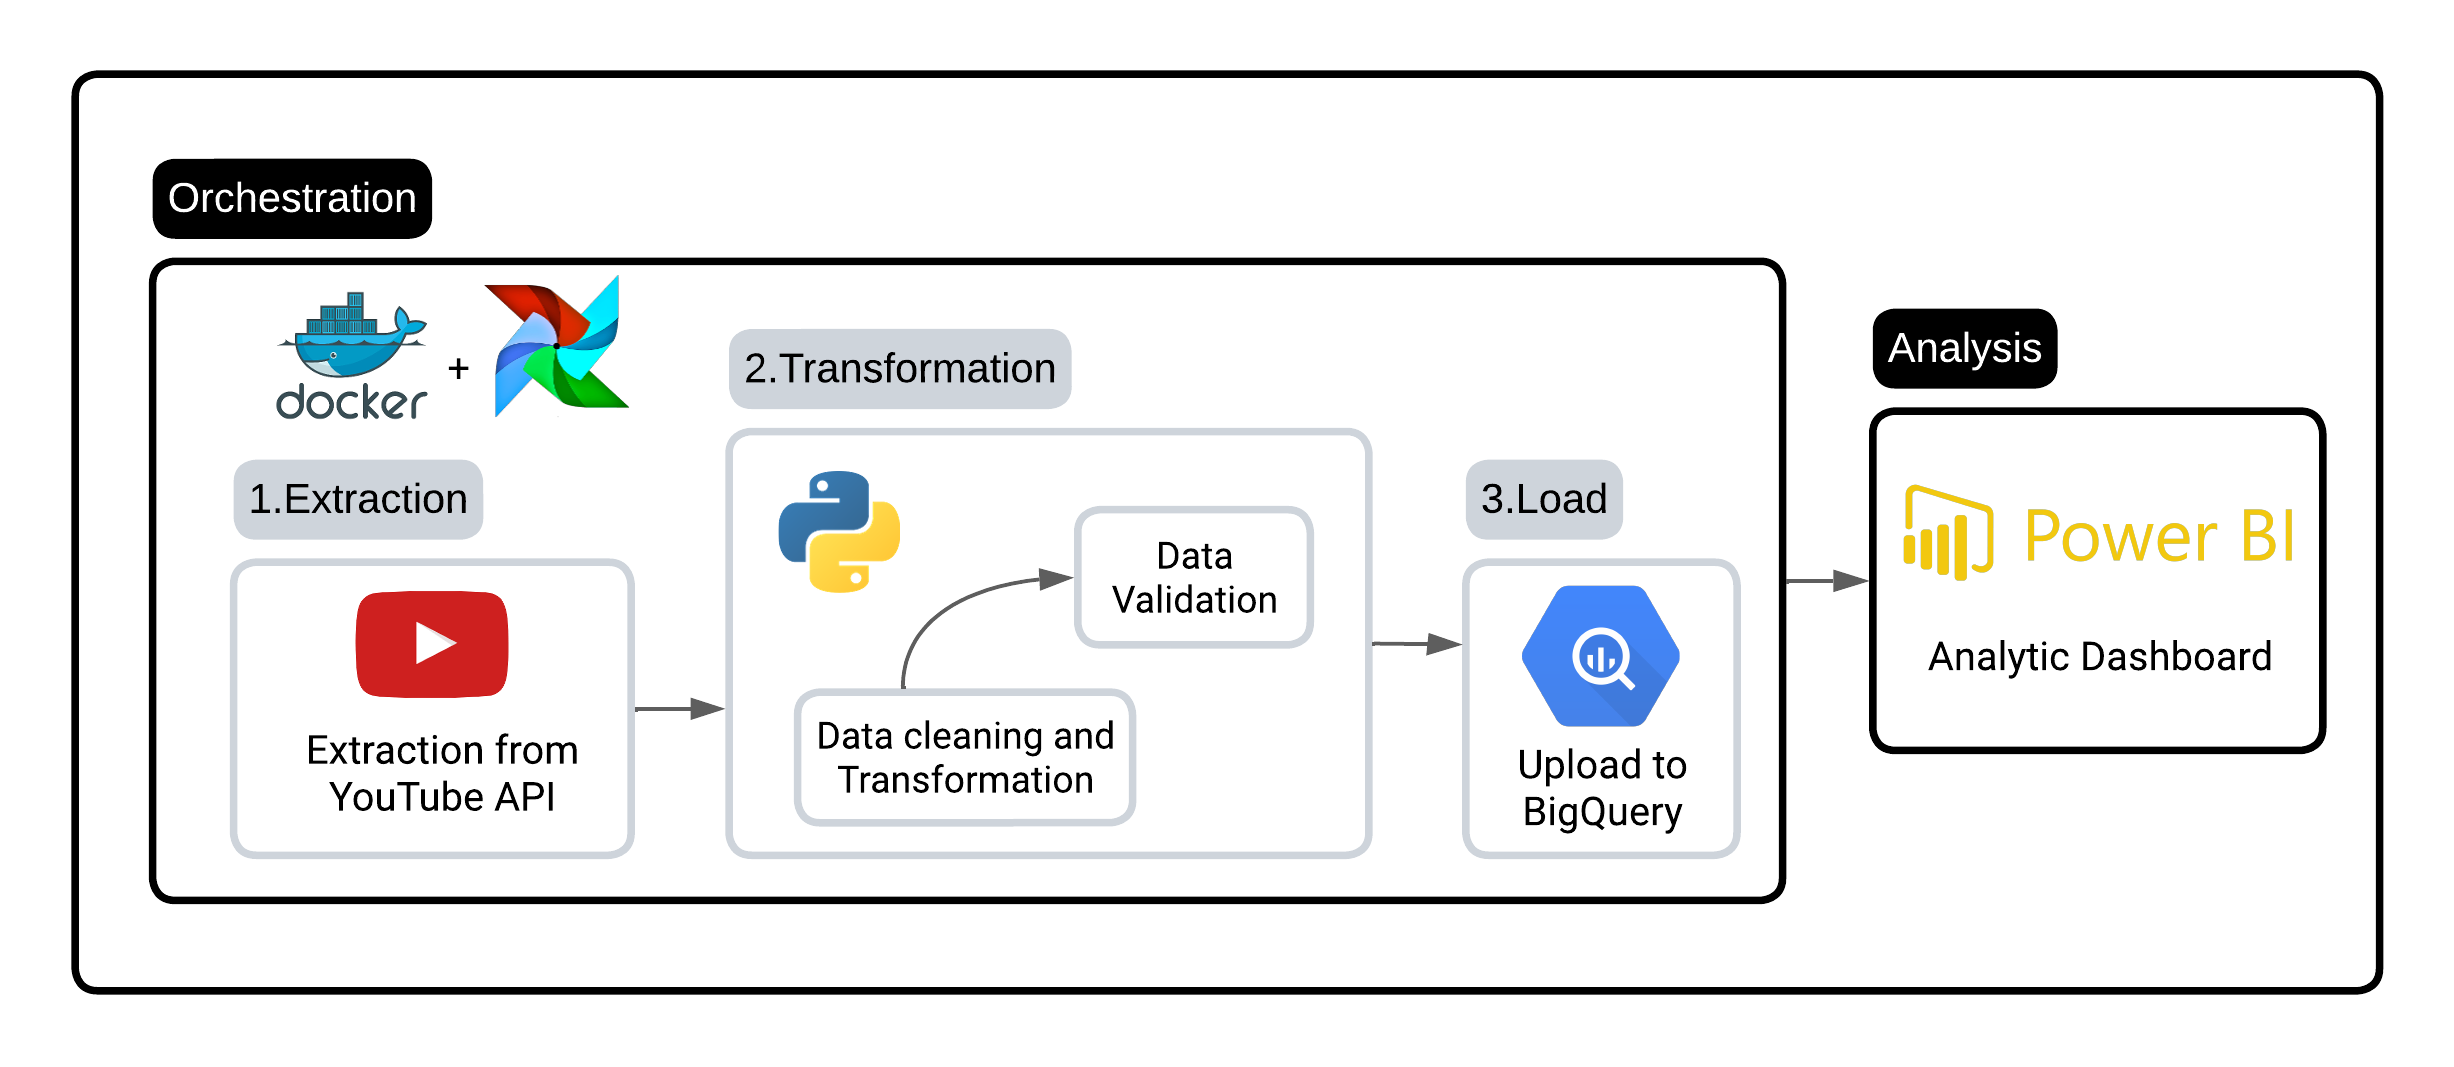 Orchestration
docker
+
1.Extraction
Extraction from
YouTube API
2.Transformation
Data
Validation
Data cleaning and
Transformation
3.Load
Upload to
BigQuery
Analysis
Power BI
Analytic Dashboard